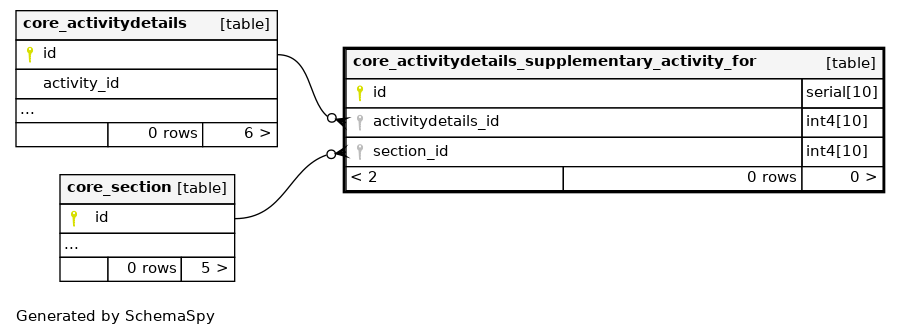 core_activitydetails [table]
id
activity_id
...
0 rows 6 >
core_activitydetails_supplementary_activity_for [table]
id serial[10]
activitydetails_id int4[10]
section_id int4[10]
< 2 0 rows 0 >
core_section [table]
id
...
0 rows 5 >
Generated by SchemaSpy